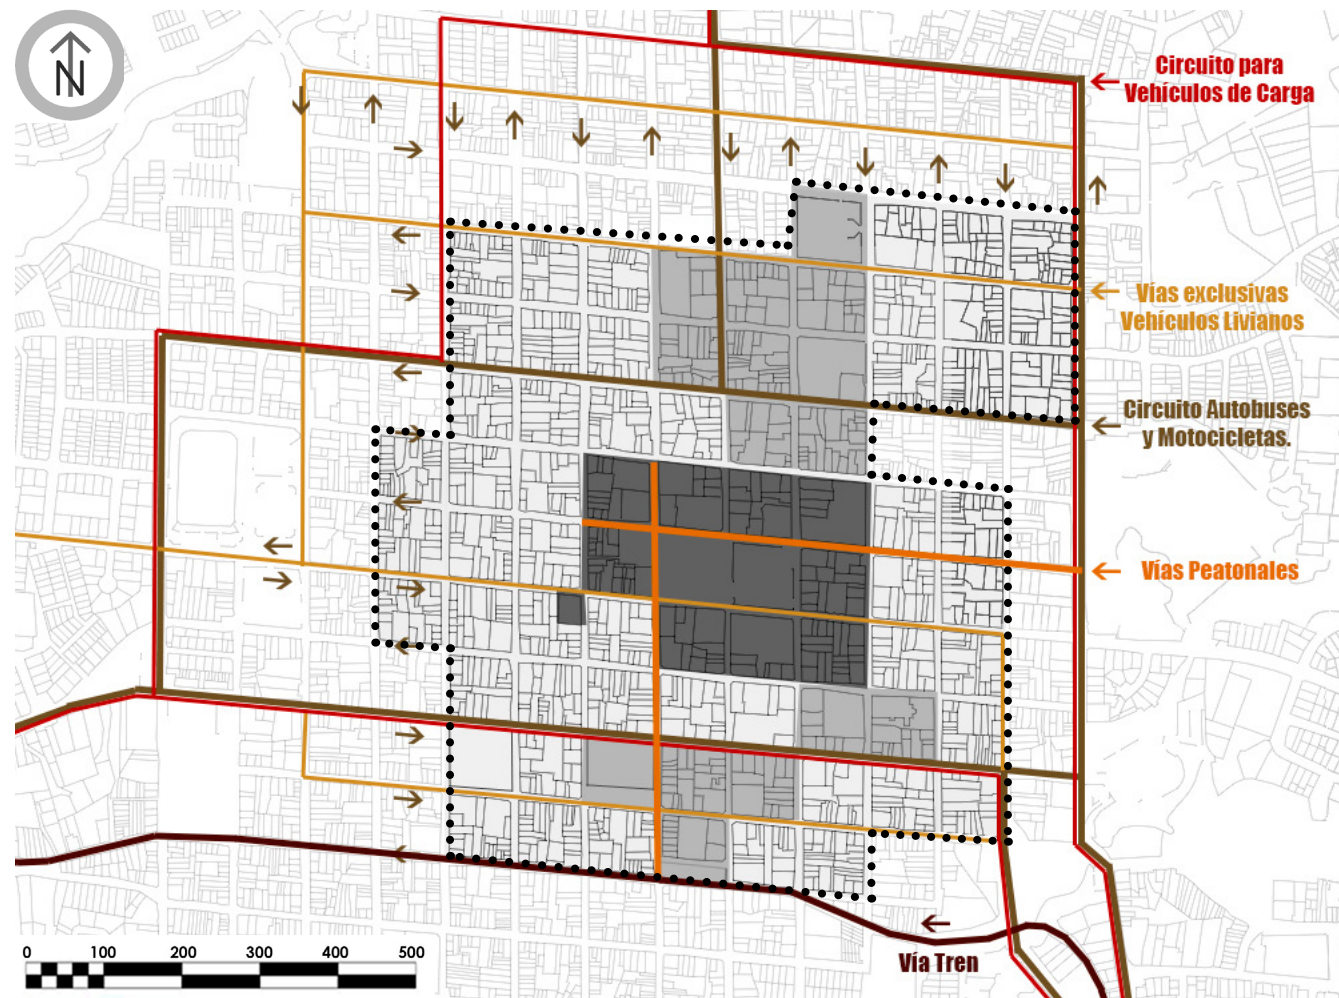 N
Circuito para
Vehículos de Carga
Vías exclusivas
Vehículos Livianos
Circuito Autobuses
y Motocicletas.
Vías Peatonales
Vía Tren
0 100 200 300 400 500